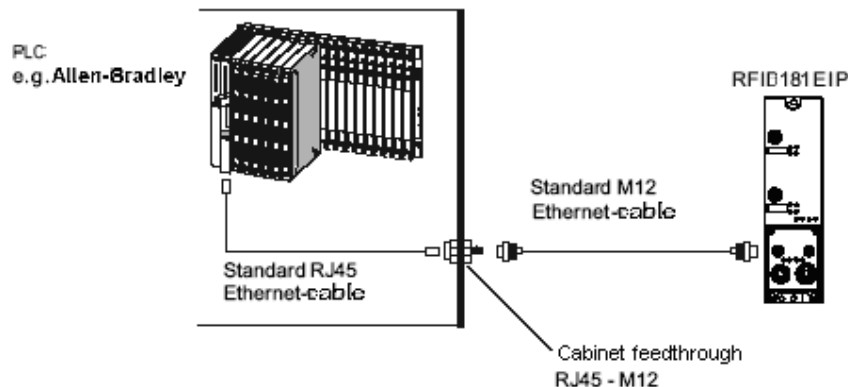 PLC
e.g. Allen-Bradley
RFID181EIP
Standard M12
Ethernet-cable
Standard RJ45
Ethernet-cable
Cabinet feedthrough
RJ45 - M12